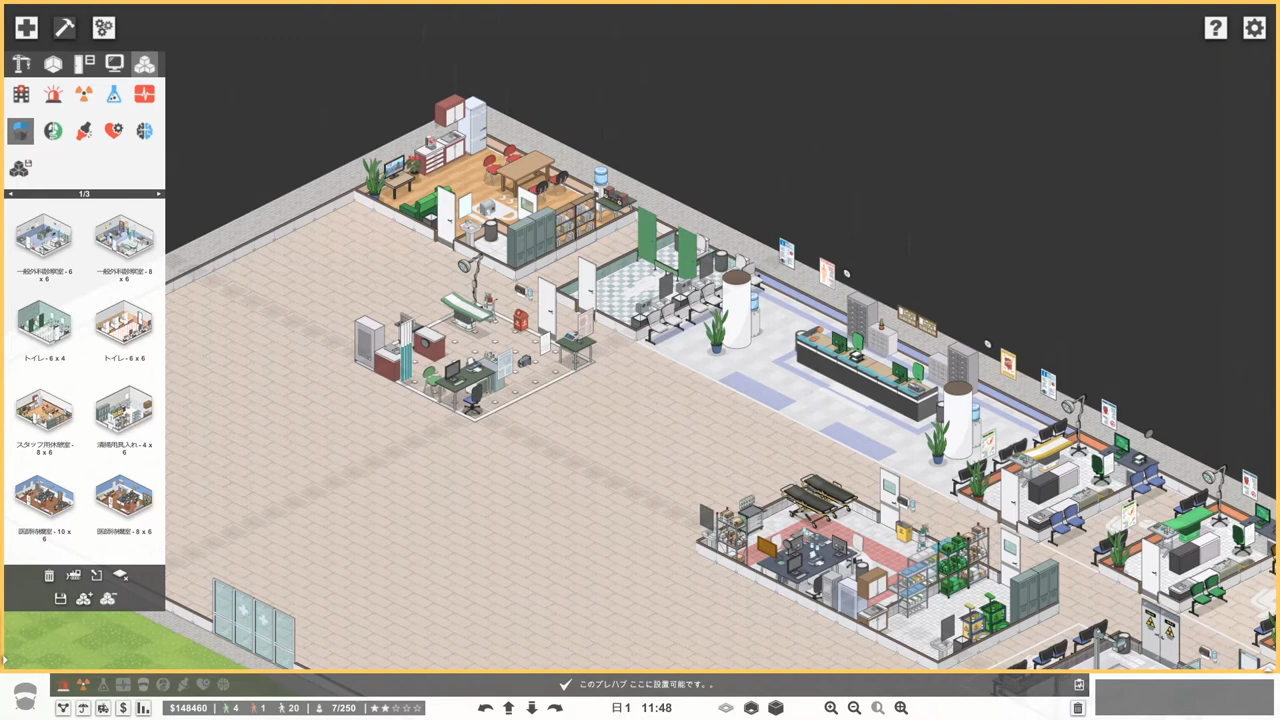 ?
1/3
一般外科診察室 - 6 x 6
一般外科診察室 - 8 x 6
トイレ - 6 x 4
トイレ - 6 x 6
スタッフ用休憩室 - 8 x 6
清掃用具入れ - 4 x 6
医師待機室 - 10 x 6
医師待機室 - 8 x 6
このプレハブ ここに設置可能です。。
$148460
4
1
20
7/250
日1 11:48